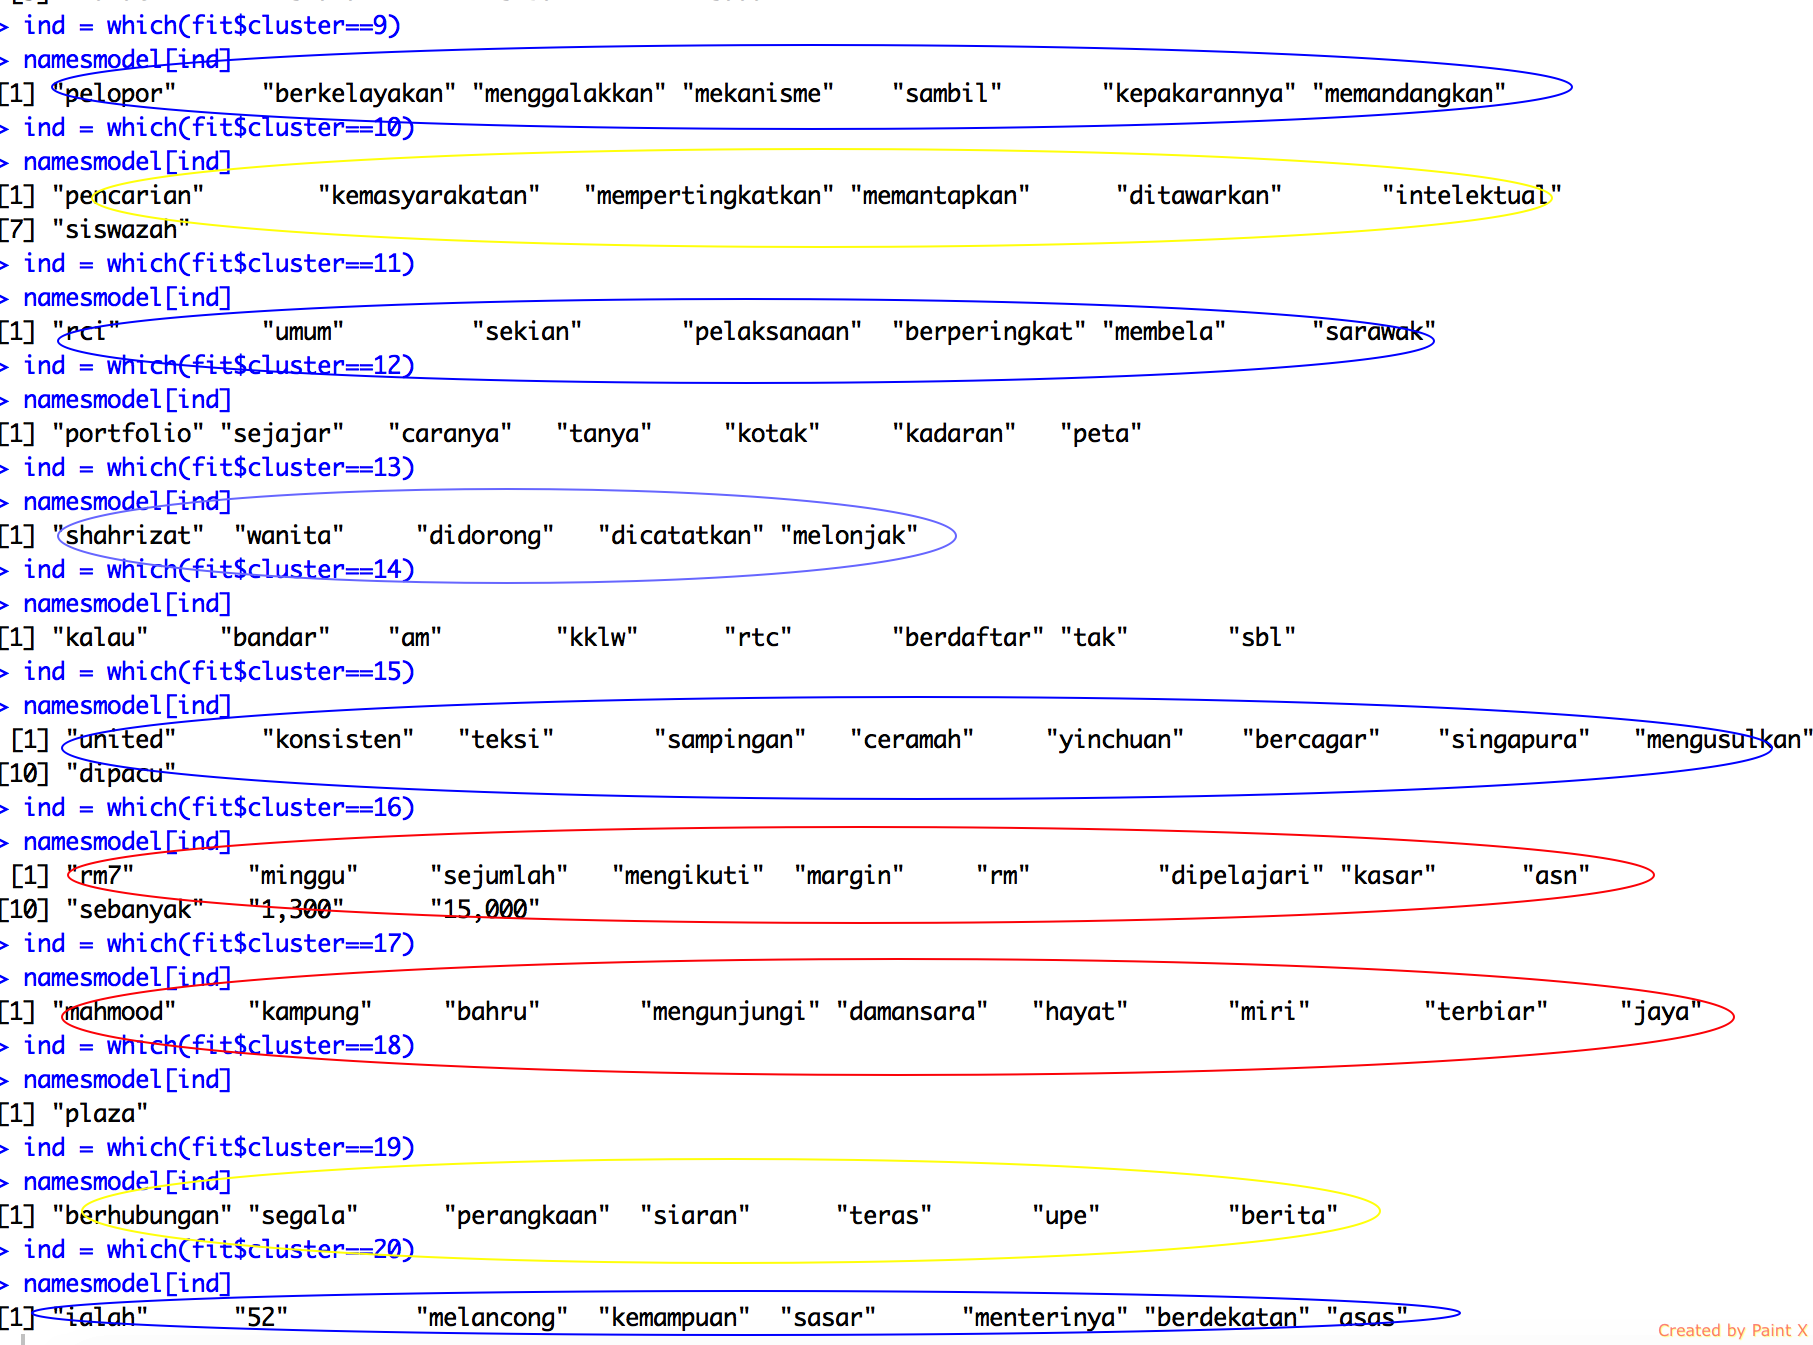 > ind = which(fit$cluster==9)
> namesmodel[ind]
[1] "pelopor" "berkelayakan" "menggalakkan" "mekanisme" "sambil" "kepakarannya" "memandangkan"
> ind = which(fit$cluster==10)
> namesmodel[ind]
[1] "pencarian" "kemasyarakatan" "mempertingkatkan" "memantapkan" "ditawarkan" "intelektual"
[7] "siswazah"
> ind = which(fit$cluster==11)
> namesmodel[ind]
[1] "rci" "umum" "sekian" "pelaksanaan" "berperingkat" "membela" "sarawak"
> ind = which(fit$cluster==12)
> namesmodel[ind]
[1] "portfolio" "sejajar" "caranya" "tanya" "kotak" "kadaran" "peta"
> ind = which(fit$cluster==13)
> namesmodel[ind]
[1] "shahrizat" "wanita" "didorong" "dicatatkan" "melonjak"
> ind = which(fit$cluster==14)
> namesmodel[ind]
[1] "kalau" "bandar" "am" "kklw" "rtc" "berdaftar" "tak" "sbl"
> ind = which(fit$cluster==15)
> namesmodel[ind]
[1] "united" "konsisten" "teksi" "sampingan" "ceramah" "yinchuan" "bercagar" "singapura" "mengusulkan"
[10] "dipacu"
> ind = which(fit$cluster==16)
> namesmodel[ind]
[1] "rm7" "minggu" "sejumlah" "mengikuti" "margin" "rm" "dipelajari" "kasar" "asn"
[10] "sebanyak" "1,300" "15,000"
> ind = which(fit$cluster==17)
> namesmodel[ind]
[1] "mahmood" "kampung" "bahru" "mengunjungi" "damansara" "hayat" "miri" "terbiar" "jaya"
> ind = which(fit$cluster==18)
> namesmodel[ind]
[1] "plaza"
> ind = which(fit$cluster==19)
> namesmodel[ind]
[1] "berhubungan" "segala" "perangkaan" "siaran" "teras" "upe" "berita"
> ind = which(fit$cluster==20)
> namesmodel[ind]
[1] "ialah" "52" "melancong" "kemampuan" "sasar" "menterinya" "berdekatan" "asas"
Created by Paint X